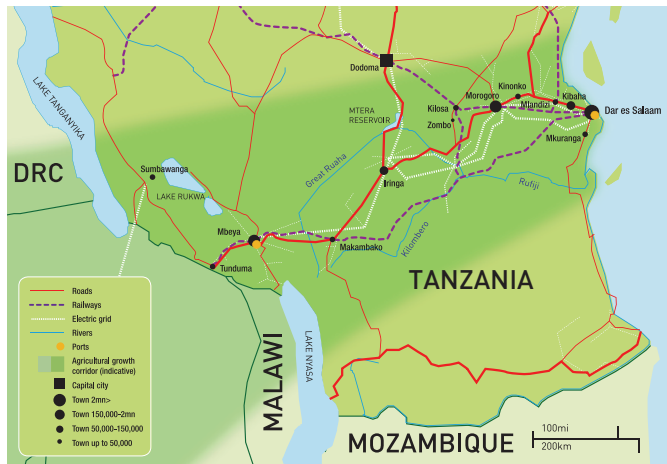 LAKE TANGANYIKA
Dodoma
Kinonko
Morogoro
Kibaha
Mlandizi
Kilosa
Dar es Salaam
MTERA
RESERVOIR
Zombo
Mkuranga
DRC
Sumbawanga
Great Ruaha
Iringa
Rufiji
LAKE RUKWA
Mbeya
Kilombero
Makambako
Tunduma
TANZANIA
Roads
Railways
Electric grid
Rivers
Ports
Agricultural growth
corridor (indicative)
Capital city
Town 2mn>
Town 150,000–2mn
Town 50,000–150,000
Town up to 50,000
MALAWI
LAKE NYASA
MOZAMBIQUE
100mi
200km